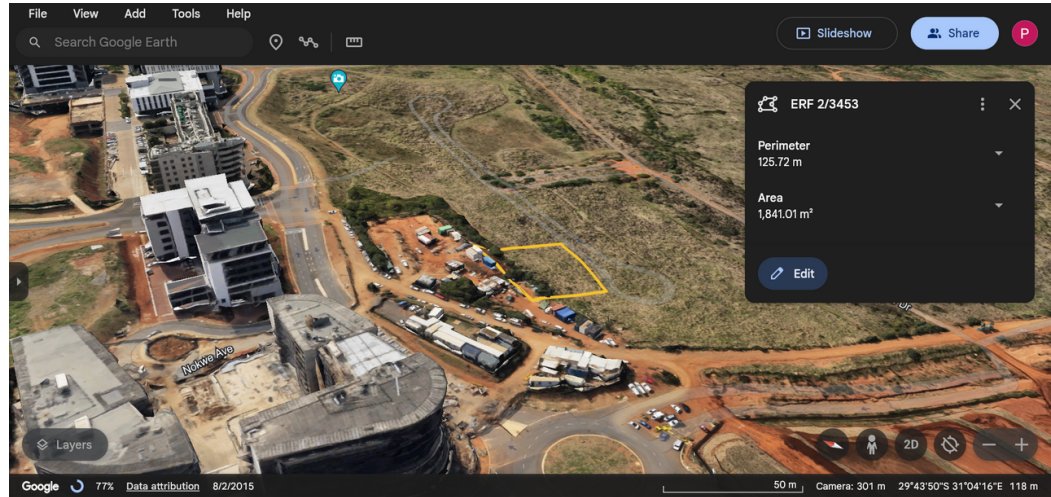 File View Add Tools Help
Search Google Earth
Slideshow
Share
P
ERF 2/3453
Perimeter
125.72 m
Area
1,841.01 m²
Edit
Dr
Nokwe Ave
Layers
2D
Google 77% Data attribution 8/2/2015 50 m Camera: 301 m 29°43'50"S 31°04'16"E 118 m